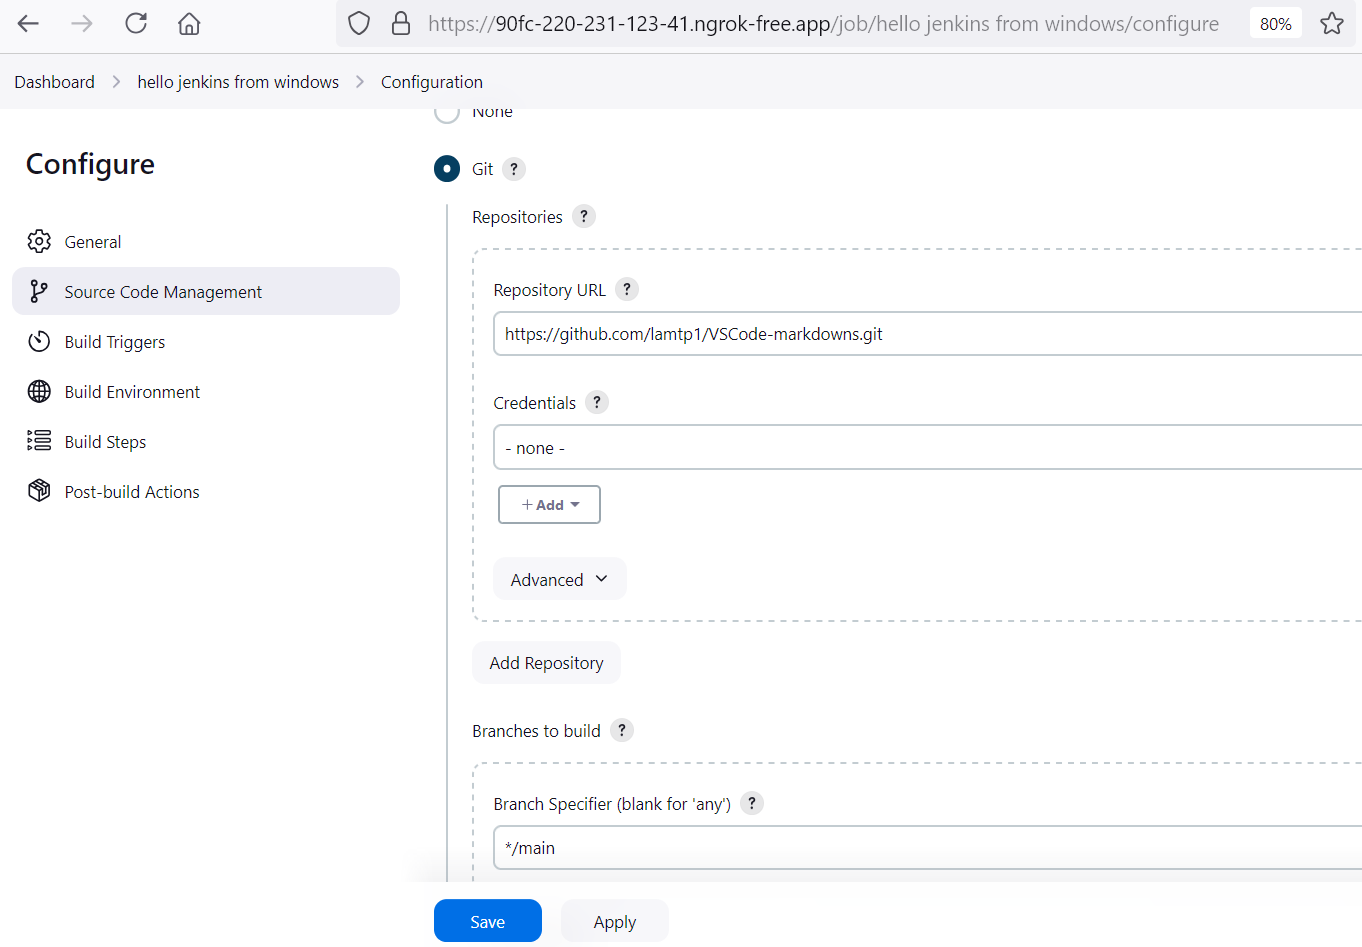 https://90fc-220-231-123-41.ngrok-free.app/job/hello jenkins from windows/configure
80%
Dashboard
hello jenkins from windows
Configuration
None
Configure
Git ?
Repositories ?
General
Source Code Management
Repository URL ?
https://github.com/lamtp1/VSCode-markdowns.git
Build Triggers
Build Environment
Credentials ?
Build Steps
- none -
Post-build Actions
+ Add
Advanced
Add Repository
Branches to build ?
Branch Specifier (blank for 'any') ?
*/main
Save
Apply